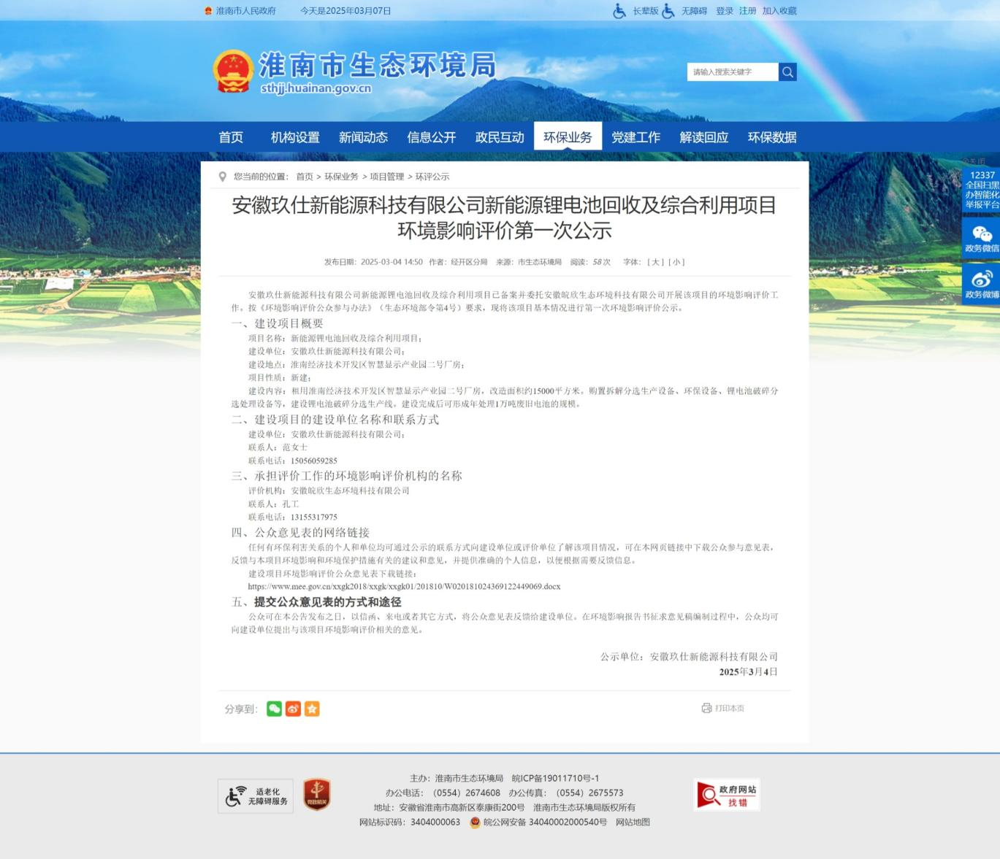 淮南市人民政府 今天是2025年03月07日 长辈版 无障碍 登录 注册 加入收藏
淮南市生态环境局
sthjj.huainan.gov.cn
请输入搜索关键字
首页 机构设置 新闻动态 信息公开 政民互动 环保业务 党建工作 解读回应 环保数据
关闭
12337
全国扫黑
办智能化
举报平台
政务微信
政务微博
您当前的位置： 首页 > 环保业务 > 项目管理 > 环评公示
安徽玖仕新能源科技有限公司新能源锂电池回收及综合利用项目
环境影响评价第一次公示
发布日期：2025-03-04 14:50 作者：经开区分局 来源：市生态环境局 阅读：58 次 字体：[ 大 ] [ 小 ]
安徽玖仕新能源科技有限公司新能源锂电池回收及综合利用项目已备案并委托安徽皖欣生态环境科技有限公司开展该项目的环境影响评价工
作。按《环境影响评价公众参与办法》（生态环境部令第4号）要求，现将该项目基本情况进行第一次环境影响评价公示。
一、建设项目概要
项目名称：新能源锂电池回收及综合利用项目；
建设单位：安徽玖仕新能源科技有限公司；
建设地点：淮南经济技术开发区智慧显示产业园二号厂房；
项目性质：新建；
建设内容：租用淮南经济技术开发区智慧显示产业园二号厂房，改造面积约15000平方米。购置拆解分选生产设备、环保设备、锂电池破碎分
选处理设备等，建设锂电池破碎分选生产线。建设完成后可形成年处理1万吨废旧电池的规模。
二、建设项目的建设单位名称和联系方式
建设单位：安徽玖仕新能源科技有限公司；
联系人：范女士
联系电话：15056059285
三、承担评价工作的环境影响评价机构的名称
评价机构：安徽皖欣生态环境科技有限公司
联系人：孔工
联系电话：13155317975
四、公众意见表的网络链接
任何有环保利害关系的个人和单位均可通过公示的联系方式向建设单位或评价单位了解该项目情况，可在本网页链接中下载公众参与意见表，
反馈与本项目环境影响和环境保护措施有关的建议和意见，并提供准确的个人信息，以便根据需要反馈信息。
建设项目环境影响评价公众意见表下载链接：
https://www.mee.gov.cn/xxgk2018/xxgk/xxgk01/201810/W020181024369122449069.docx
五、提交公众意见表的方式和途径
公众可在本公告发布之日，以信函、来电或者其它方式，将公众意见表反馈给建设单位。在环境影响报告书征求意见稿编制过程中，公众均可
向建设单位提出与该项目环境影响评价相关的意见。
公示单位：安徽玖仕新能源科技有限公司
2025年3月4日
分享到： 打印本页
适老化
无障碍服务
党政机关
主办：淮南市生态环境局 皖ICP备19011710号-1
办公电话：（0554）2674608 办公传真：（0554）2675573
地址：安徽省淮南市高新区泰康街200号 淮南市生态环境局版权所有
网站标识码：3404000063 皖公网安备 34040002000540号 网站地图
政府网站
找错